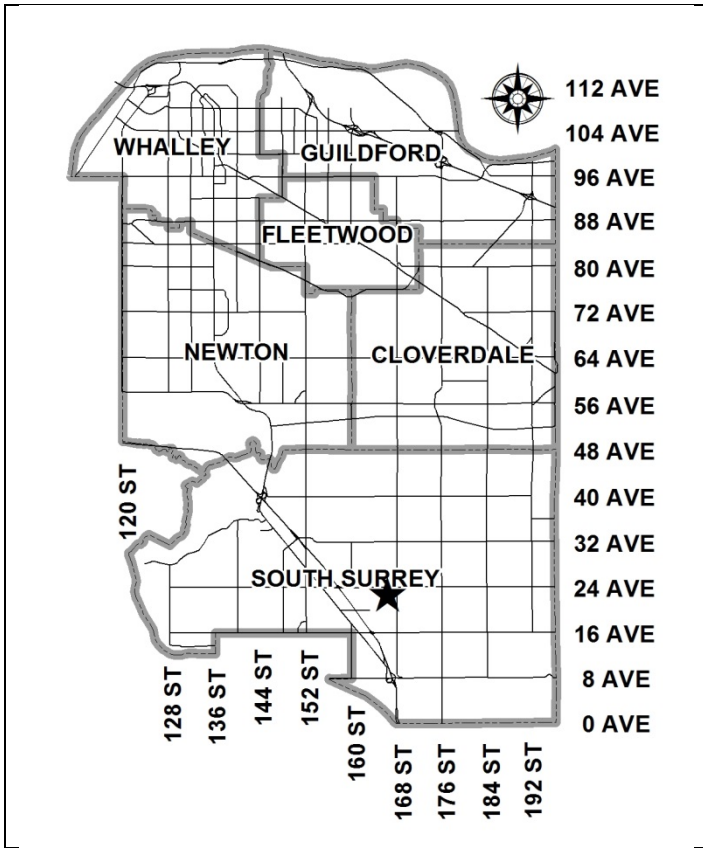 112 AVE
104 AVE
WHALLEY
GUILDFORD
96 AVE
88 AVE
FLEETWOOD
80 AVE
72 AVE
NEWTON
CLOVERDALE
64 AVE
56 AVE
48 AVE
120 ST
40 AVE
32 AVE
SOUTH SURREY
24 AVE
16 AVE
8 AVE
0 AVE
128 ST
136 ST
144 ST
152 ST
160 ST
168 ST
176 ST
184 ST
192 ST